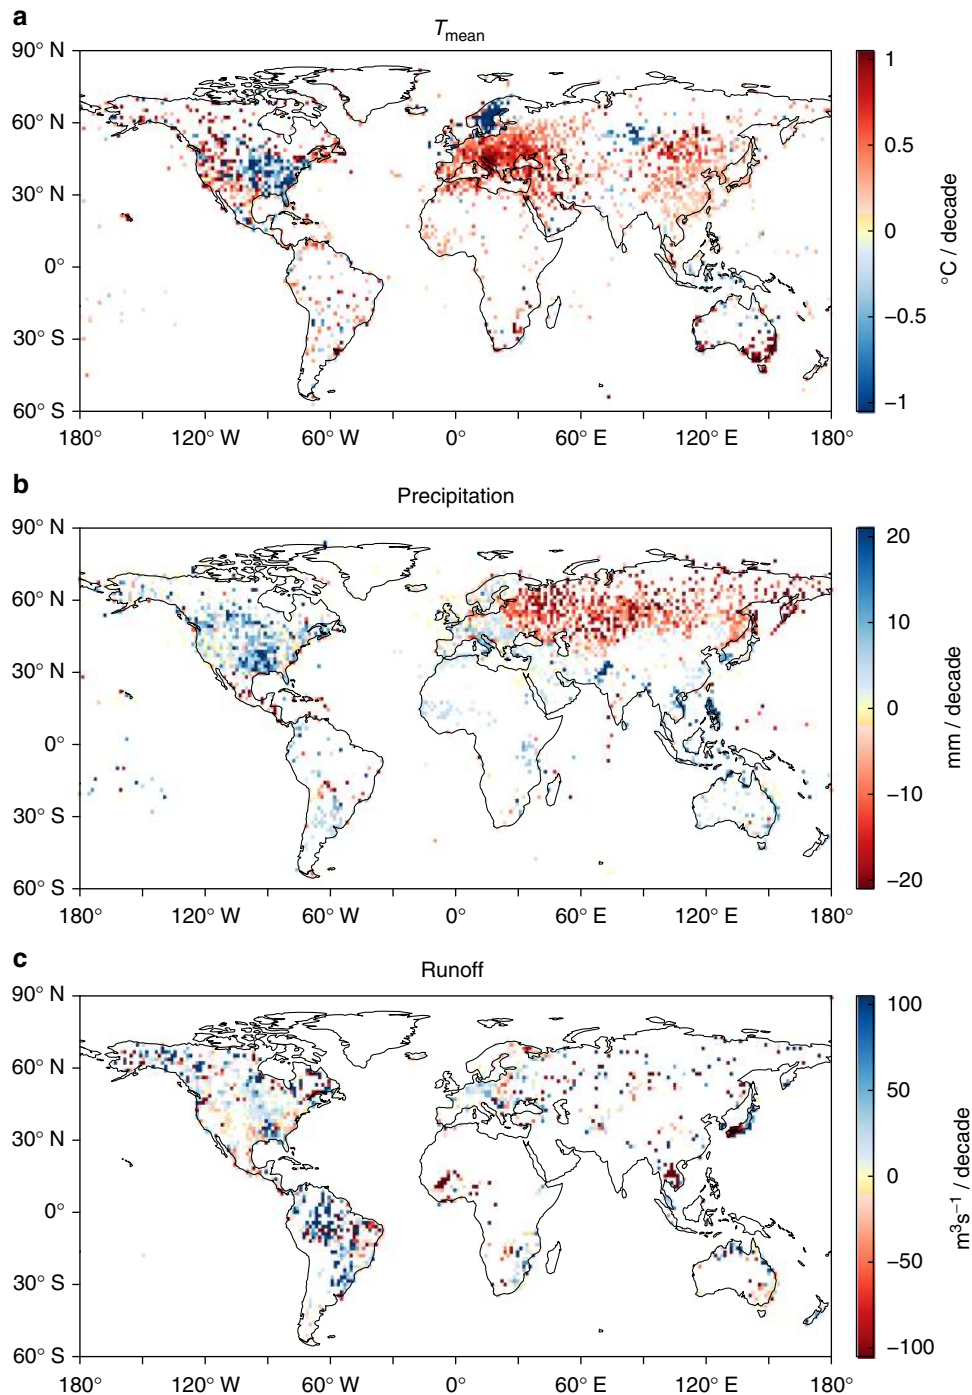 a
T mean
90° N
60° N
30° N
0°
30° S
60° S
180° 120° W 60° W 0° 60° E 120° E 180°
1
0.5
0
−0.5
−1
°C / decade
b
Precipitation
90° N
60° N
30° N
0°
30° S
60° S
180° 120° W 60° W 0° 60° E 120° E 180°
20
10
0
−10
−20
mm / decade
c
Runoff
90° N
60° N
30° N
0°
30° S
60° S
180° 120° W 60° W 0° 60° E 120° E 180°
100
50
0
−50
−100
m³s⁻¹ / decade